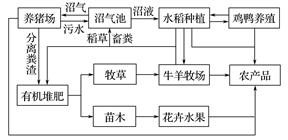 养猪场
沼气
污水
沼气池
沼液
水稻种植
鸡鸭养殖
分离粪渣
稻草
畜粪
有机堆肥
牧草
牛羊牧场
农产品
苗木
花卉水果